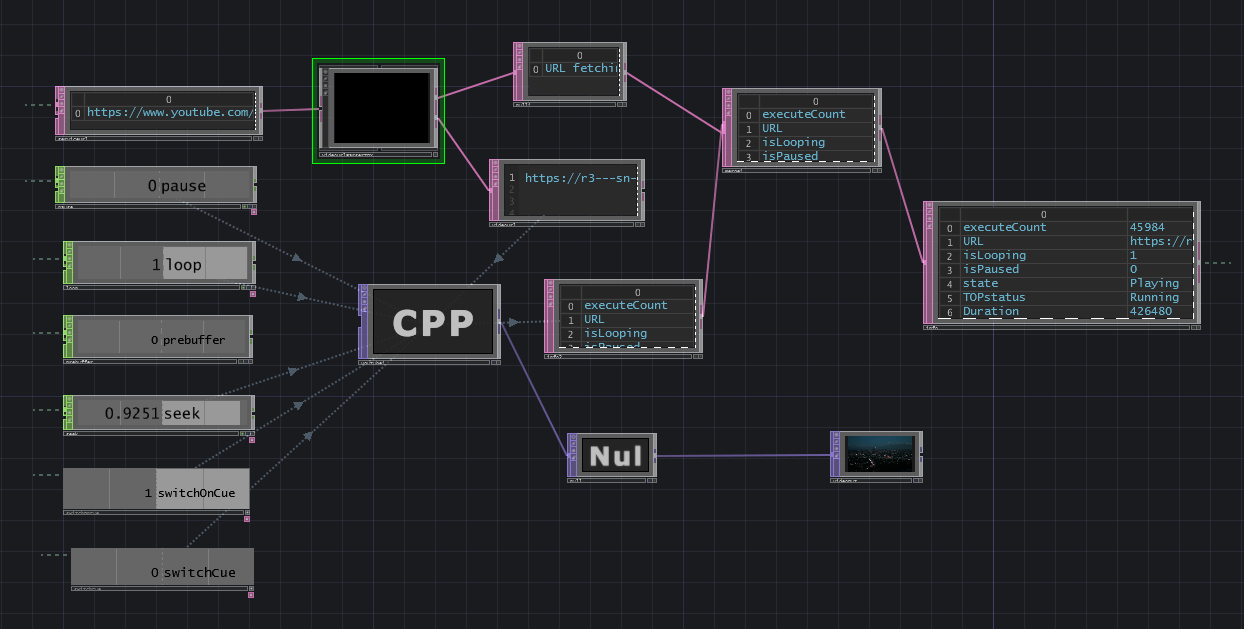 0
0 https://www.youtube.com/
0 pause
1 loop
0 prebuffer
0.9251 seek
1 switchOnCue
0 switchCue
0
0 URL fetchi
1 https://r3---sn-
2
3
4
CPP
0
0 executeCount
1 URL
2 isLooping
3 isPaused
Nul
0
0 executeCount
1 URL
2 isLooping
3 isPaused
0
0 executeCount 45984
1 URL https://r
2 isLooping 1
3 isPaused 0
4 state Playing
5 TOPstatus Running
6 Duration 426480